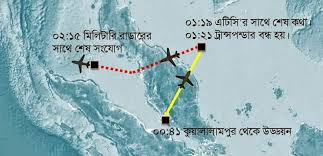 ০২:১৫ মিলিটারি রাডারের
সাথে শেষ সংযোগ
০১:১৯ এটিসি'র সাথে শেষ কথা।
০১:২১ ট্রান্সপন্ডার বন্ধ হয়।
০০:৪১ কুয়ালালামপুর থেকে উড্ডয়ন